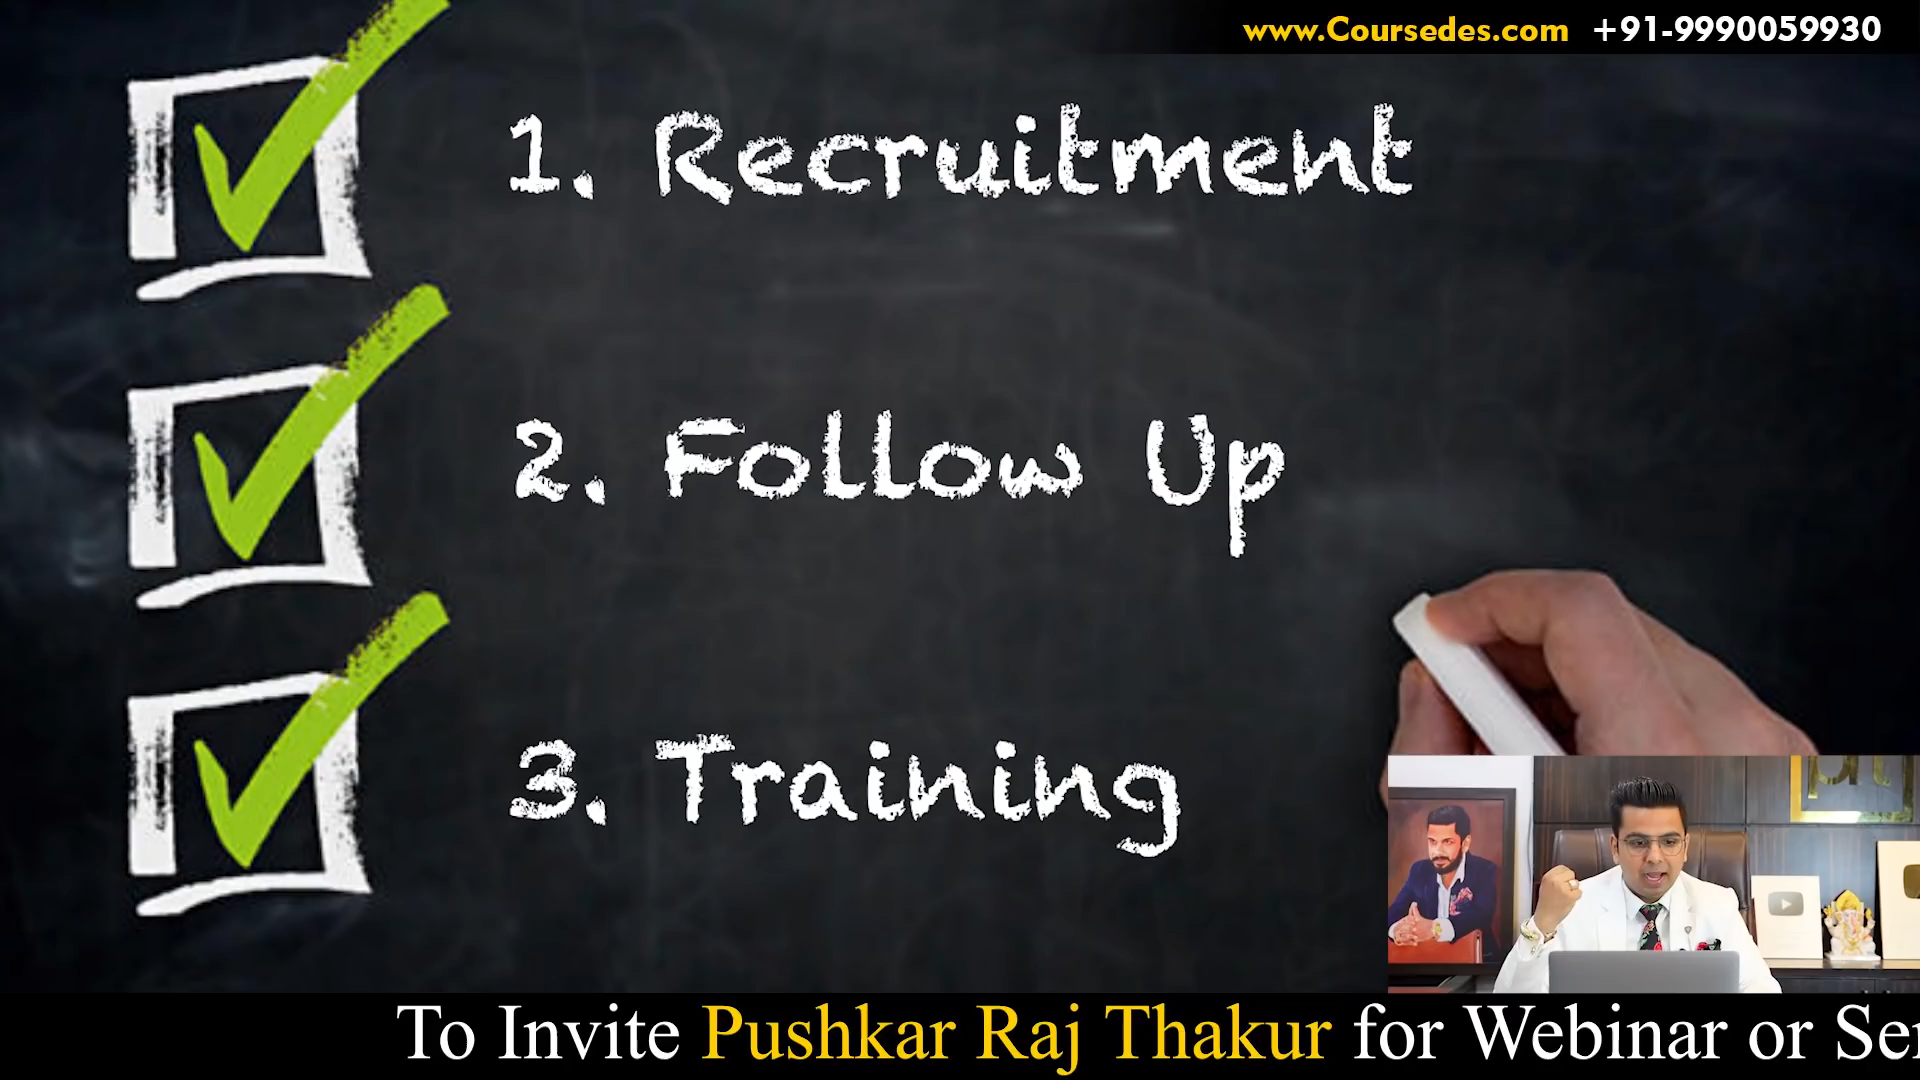 www.Coursedes.com +91-9990059930
1. Recruitment
2. Follow Up
3. Training
To Invite Pushkar Raj Thakur for Webinar or Se